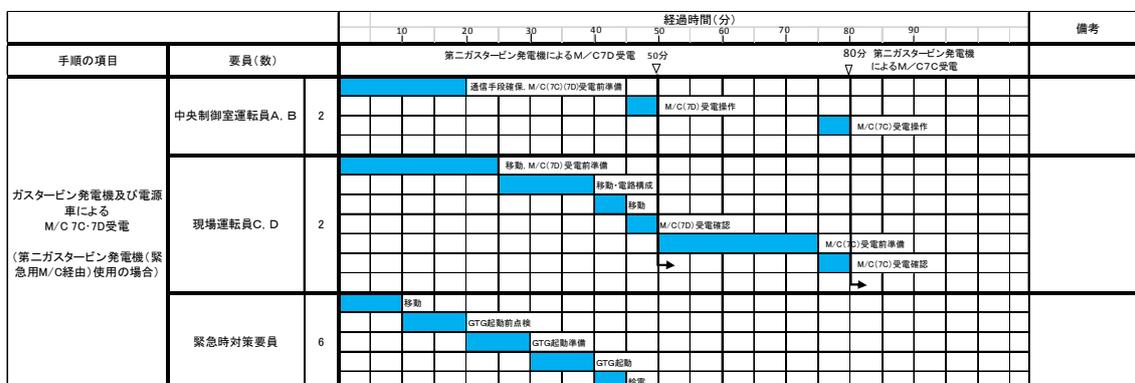 経過時間(分)
備考
10 20 30 40 50 60 70 80 90
手順の項目
要員(数)
第二ガスタービン発電機によるM/C7D受電 50分
80分 第二ガスタービン発電機
によるM/C7C受電
ガスタービン発電機及び電源
車による
M/C 7C・7D受電
(第二ガスタービン発電機(緊
急用M/C経由)使用の場合)
中央制御室運転員A, B 2
通信手段確保, M/C(7C)(7D)受電前準備
M/C(7D)受電操作
M/C(7C)受電操作
現場運転員C, D 2
移動, M/C(7D)受電前準備
移動・電路構成
移動
M/C(7D)受電確認
M/C(7C)受電前準備
M/C(7C)受電確認
緊急時対策要員 6
移動
GTG起動前点検
GTG起動準備
GTG起動